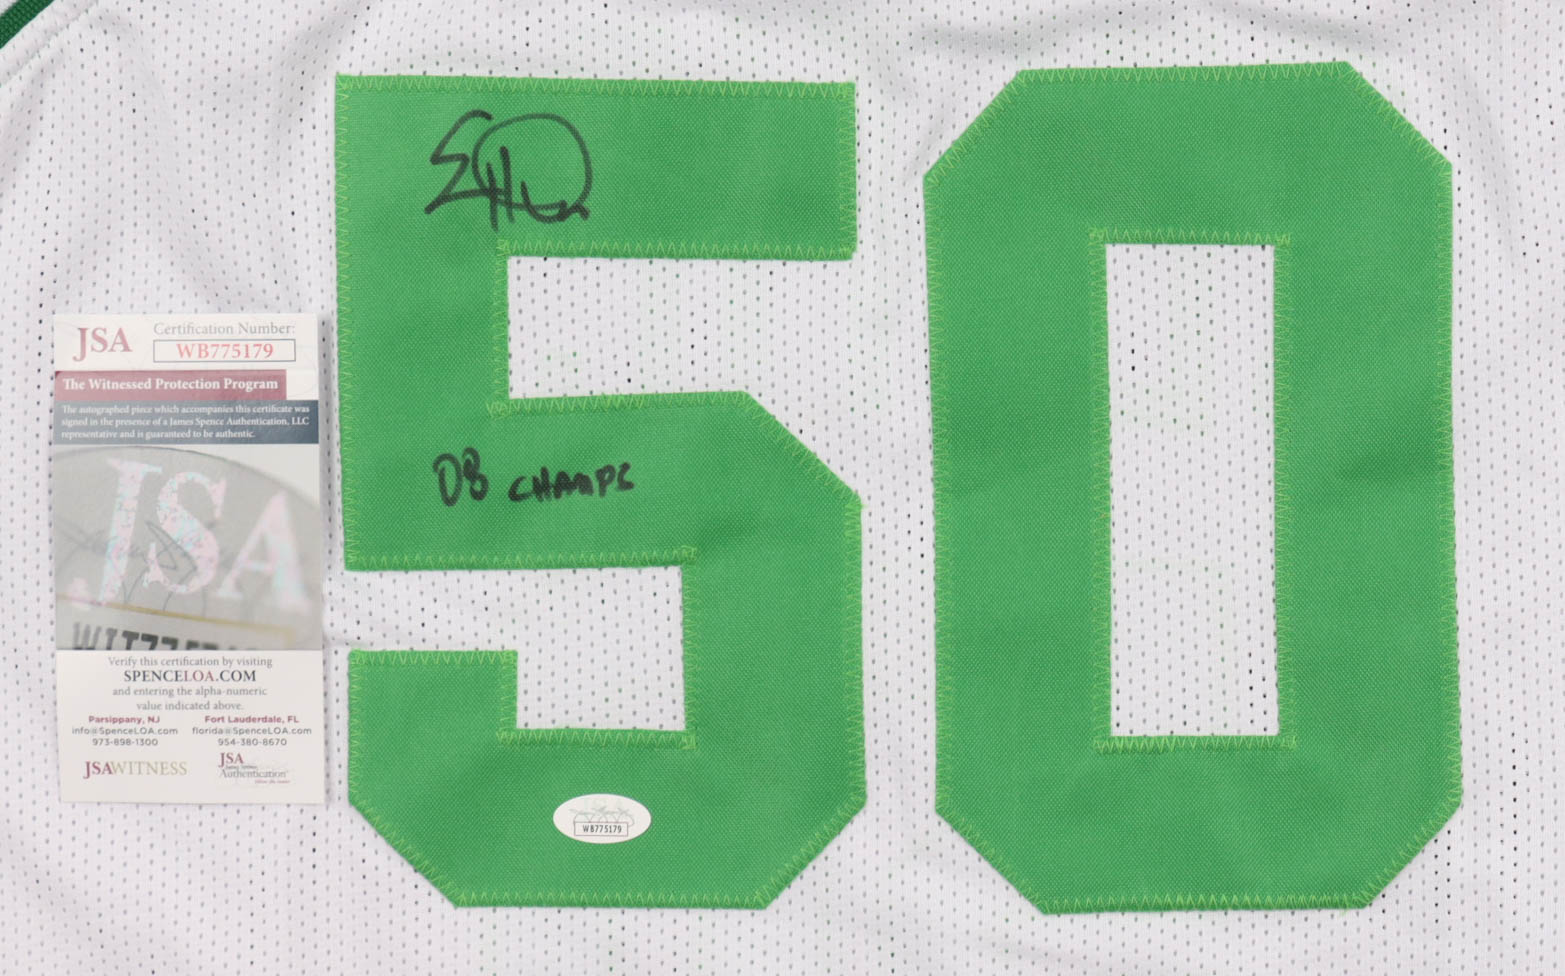 50
08 CHAMPS
JSA
Certification Number:
WB775179
The Witnessed Protection Program
The autographed piece which accompanies this certificate was
signed in the presence of a James Spence Authentication, LLC
representative and is guaranteed to be authentic.
JSA
Verify this certification by visiting
SPENCELOA.COM
and entering the alpha-numeric
value indicated above.
Parsippany, NJ
info@SpenceLOA.com
973-898-1300
Fort Lauderdale, FL
florida@SpenceLOA.com
954-380-8670
JSAWITNESS
JSA
Authentication
WB775179